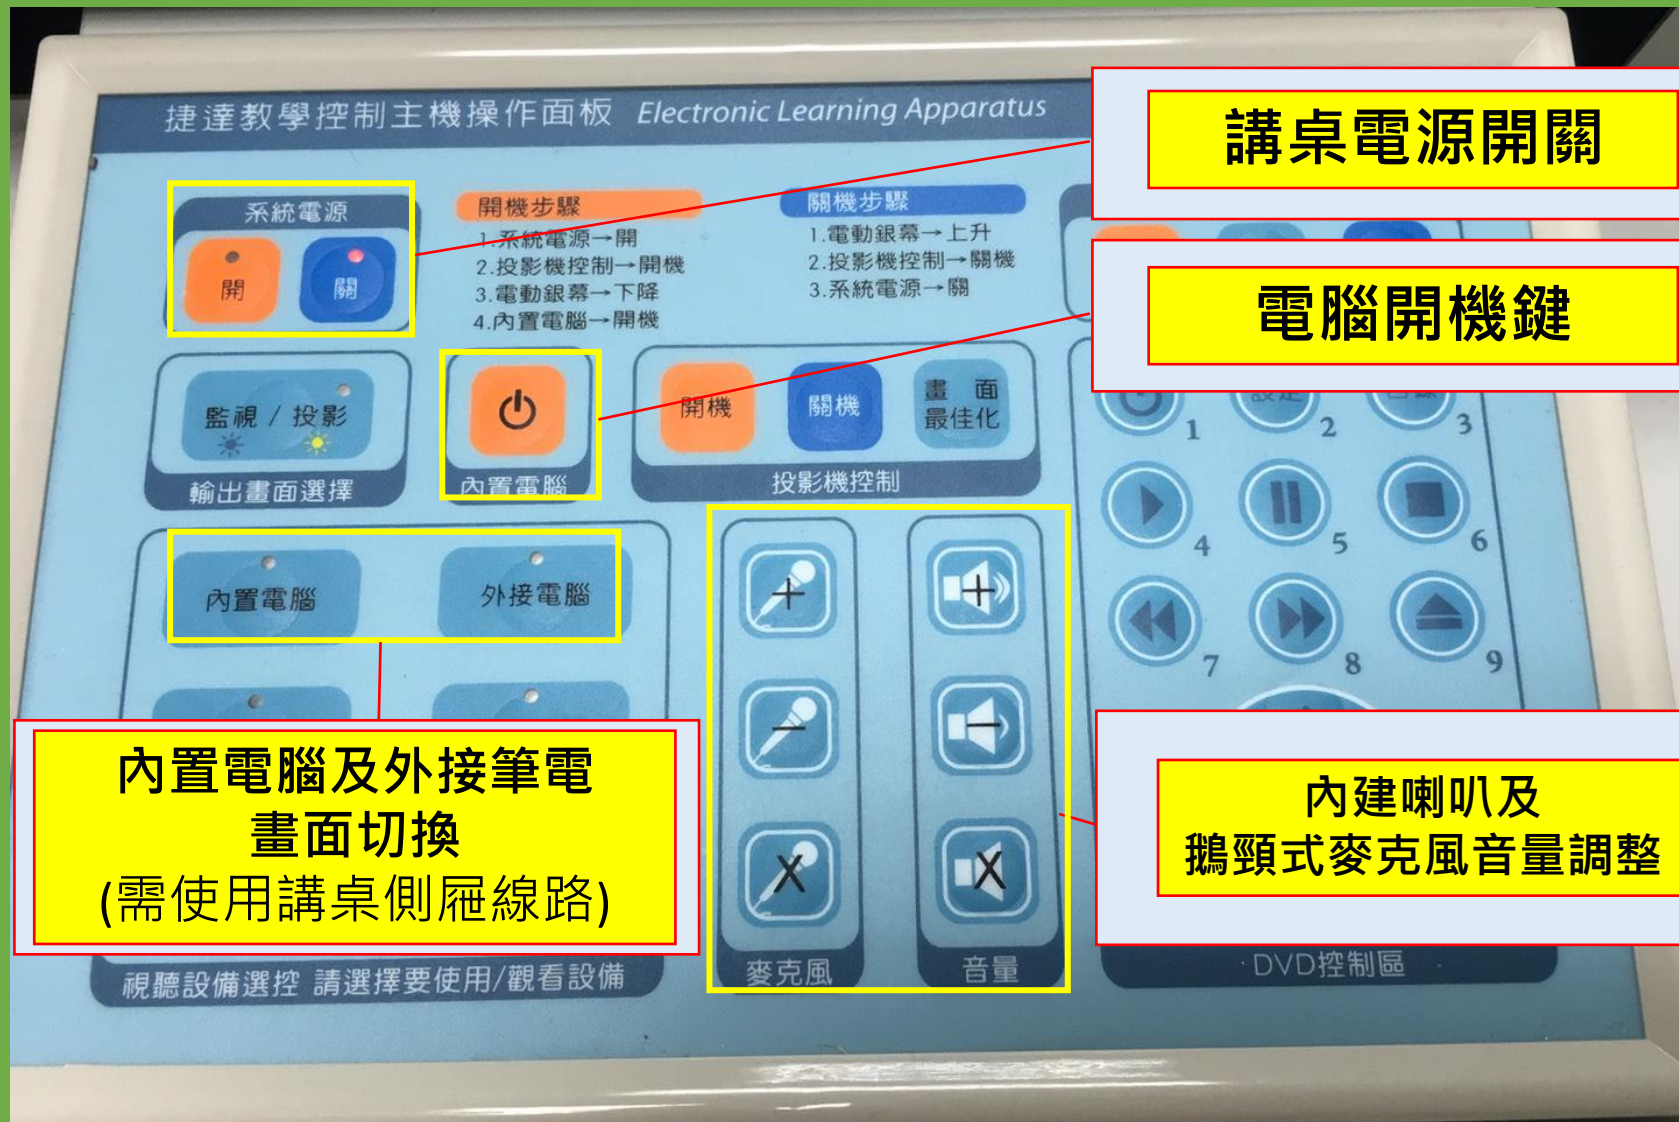 捷達教學控制主機操作面板 Electronic Learning Apparatus
講桌電源開關
系統電源
開
關
開機步驟
1.系統電源→開
2.投影機控制→開機
3.電動銀幕→下降
4.內置電腦→開機
關機步驟
1.電動銀幕→上升
2.投影機控制→關機
3.系統電源→關
電腦開機鍵
監視 / 投影
輸出畫面選擇
內置電腦
開機
關機
畫 面
最佳化
投影機控制
1
設定
2
3
4
5
6
7
8
9
內置電腦
外接電腦
內置電腦及外接筆電
畫面切換
(需使用講桌側屜線路)
內建喇叭及
鵝頸式麥克風音量調整
視聽設備選控 請選擇要使用/觀看設備
麥克風
音量
DVD控制區